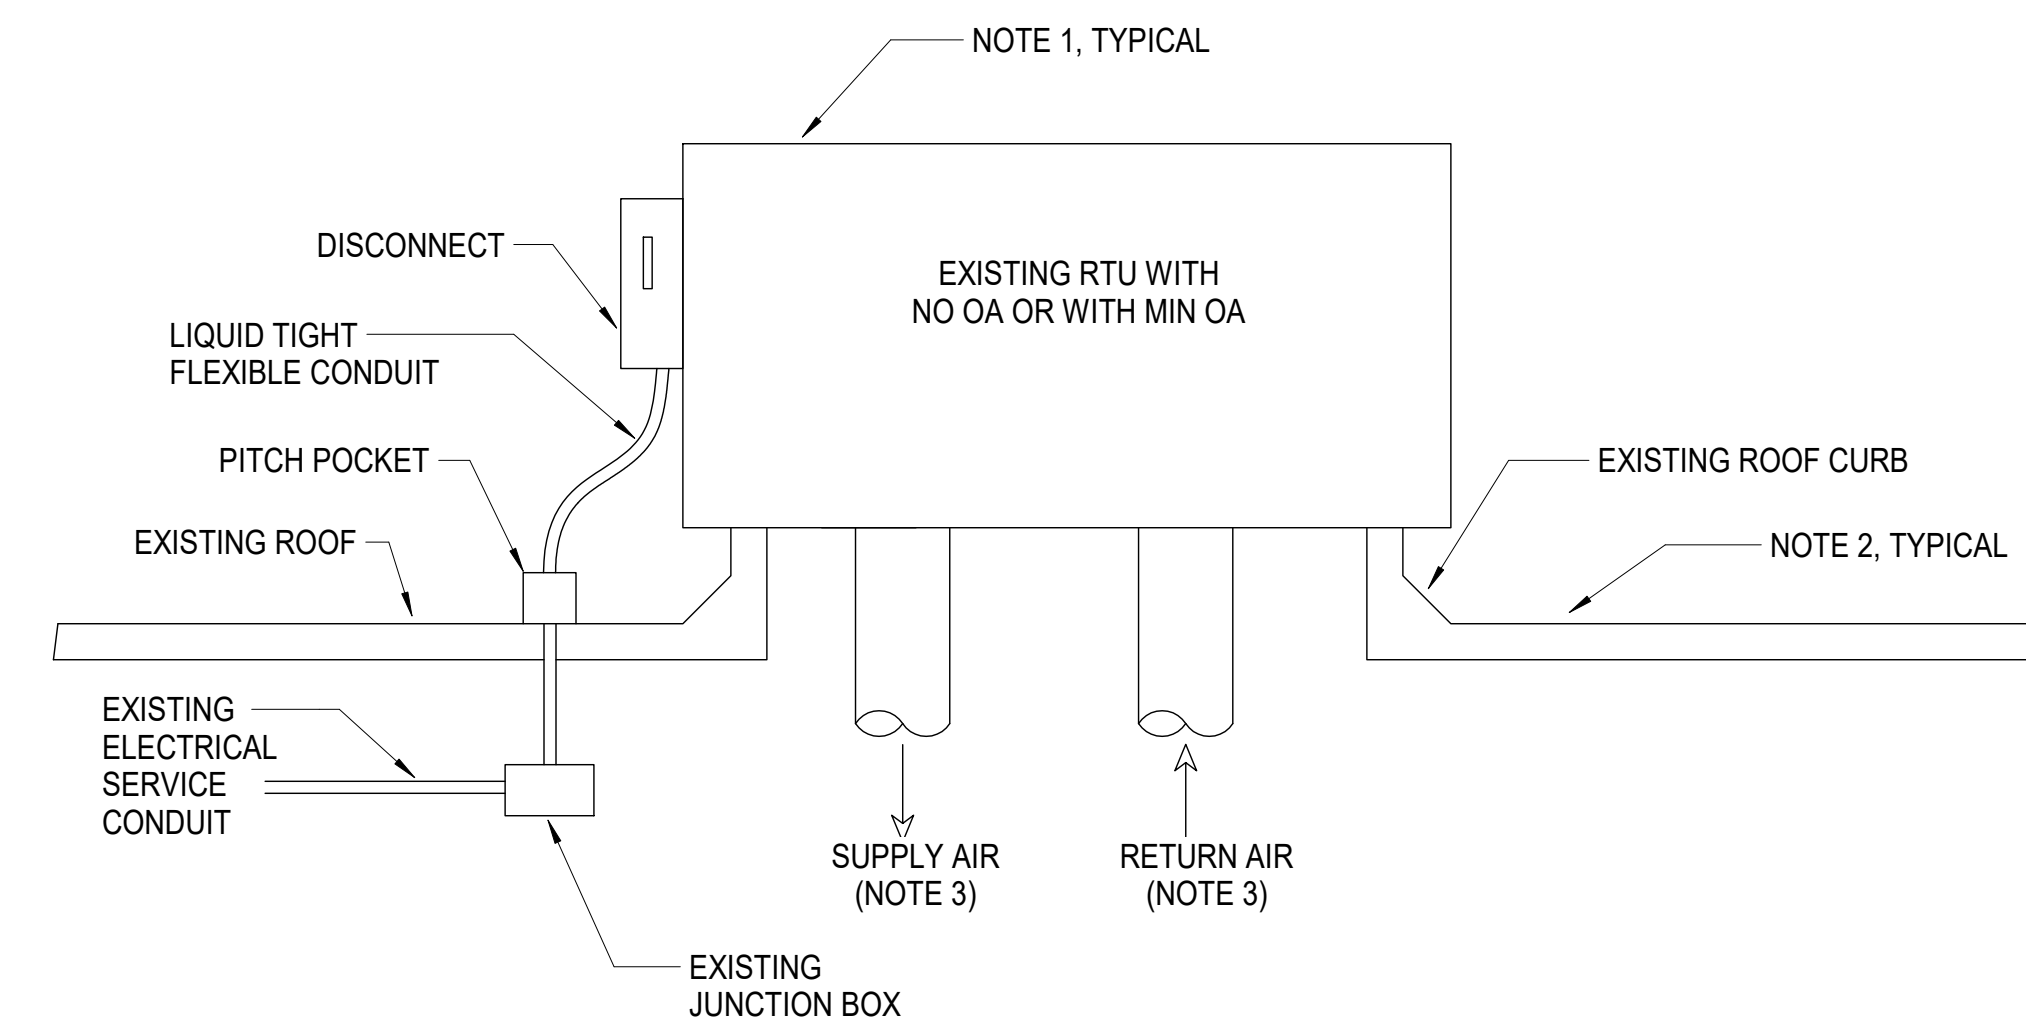 NOTE 1, TYPICAL
DISCONNECT
EXISTING RTU WITH
NO OA OR WITH MIN OA
LIQUID TIGHT
FLEXIBLE CONDUIT
PITCH POCKET
EXISTING ROOF CURB
EXISTING ROOF
NOTE 2, TYPICAL
EXISTING
ELECTRICAL
SERVICE
CONDUIT
SUPPLY AIR
(NOTE 3)
RETURN AIR
(NOTE 3)
EXISTING
JUNCTION BOX